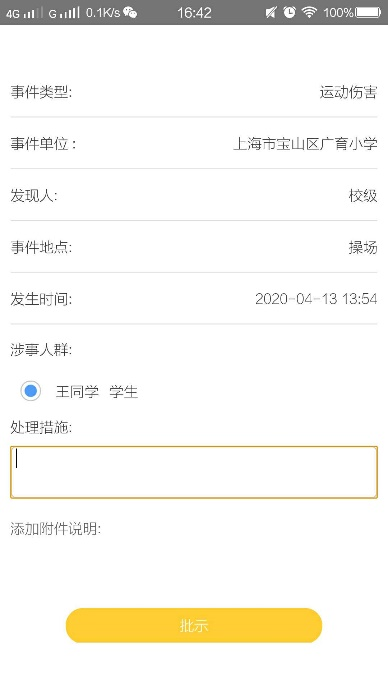 4G G 0.1K/s 16:42 100%
事件类型: 运动伤害
事件单位 : 上海市宝山区广育小学
发现人: 校级
事件地点: 操场
发生时间: 2020-04-13 13:54
涉事人群:
王同学 学生
处理措施:
添加附件说明:
批示